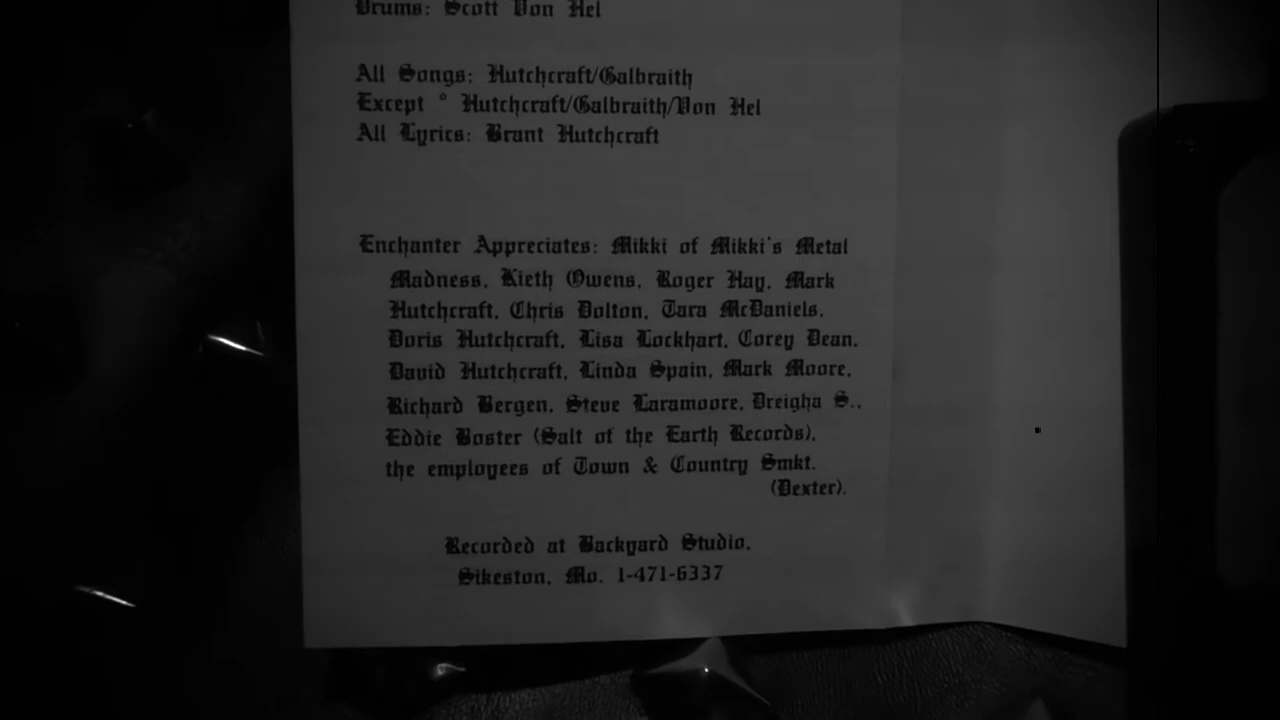 Drums: Scott Von Hel
All Songs: Hutchcraft/Galbraith
Except ° Hutchcraft/Galbraith/Von Hel
All Lyrics: Brant Hutchcraft
Enchanter Appreciates: Mikki of Mikki's Metal
Madness, Kieth Owens, Roger Hay, Mark
Hutchcraft, Chris Dolton, Tara McDaniels,
Doris Hutchcraft, Lisa Lockhart, Corey Dean,
David Hutchcraft, Linda Spain, Mark Moore,
Richard Bergen, Steve Laramoore, Dreigha S.,
Eddie Boster (Salt of the Earth Records),
the employees of Town & Country Smkt.
(Dexter).
Recorded at Backyard Studio,
Sikeston, Mo. 1-471-6337